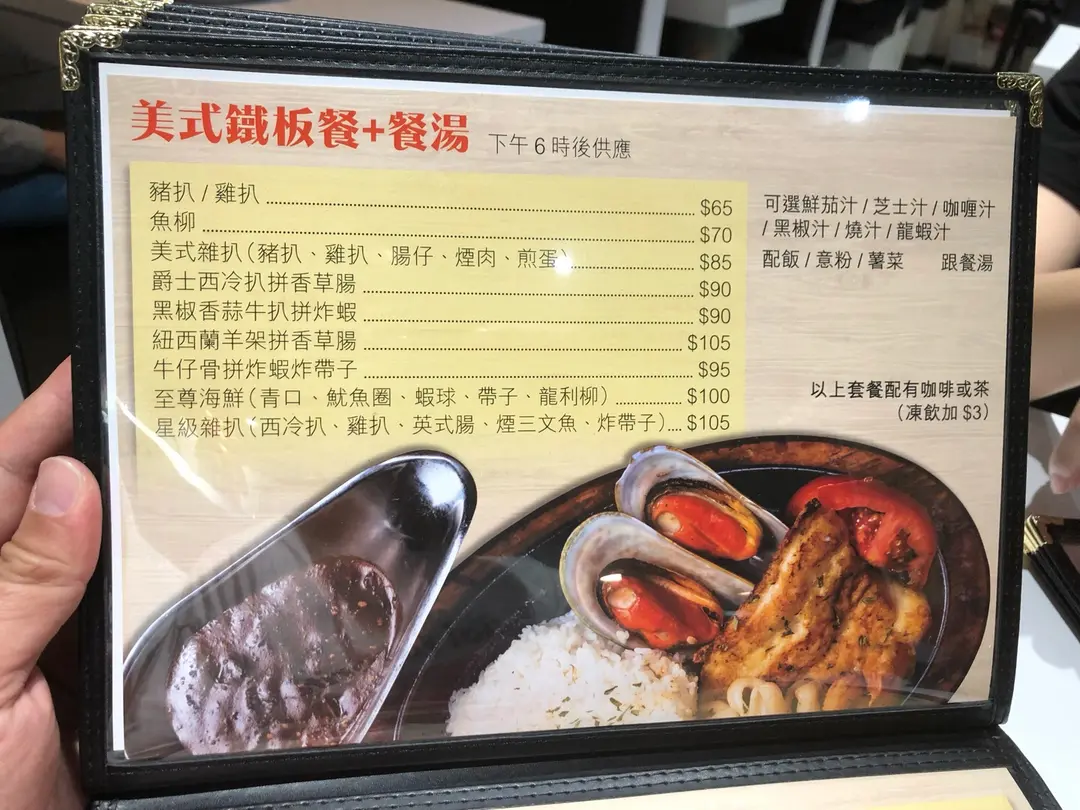 美式鐵板餐+餐湯 下午6時後供應
豬扒 / 雞扒 $65
魚柳 $70
美式雜扒(豬扒、雞扒、腸仔、煙肉、煎蛋) $85
爵士西冷扒拼香草腸 $90
黑椒香蒜牛扒拼炸蝦 $90
紐西蘭羊架拼香草腸 $105
牛仔骨拼炸蝦炸帶子 $95
至尊海鮮(青口、魷魚圈、蝦球、帶子、龍利柳) $100
星級雜扒(西冷扒、雞扒、英式腸、煙三文魚、炸帶子) $105
可選鮮茄汁 / 芝士汁 / 咖喱汁
/ 黑椒汁 / 燒汁 / 龍蝦汁
配飯 / 意粉 / 薯菜 跟餐湯
以上套餐配有咖啡或茶
(凍飲加 $3)